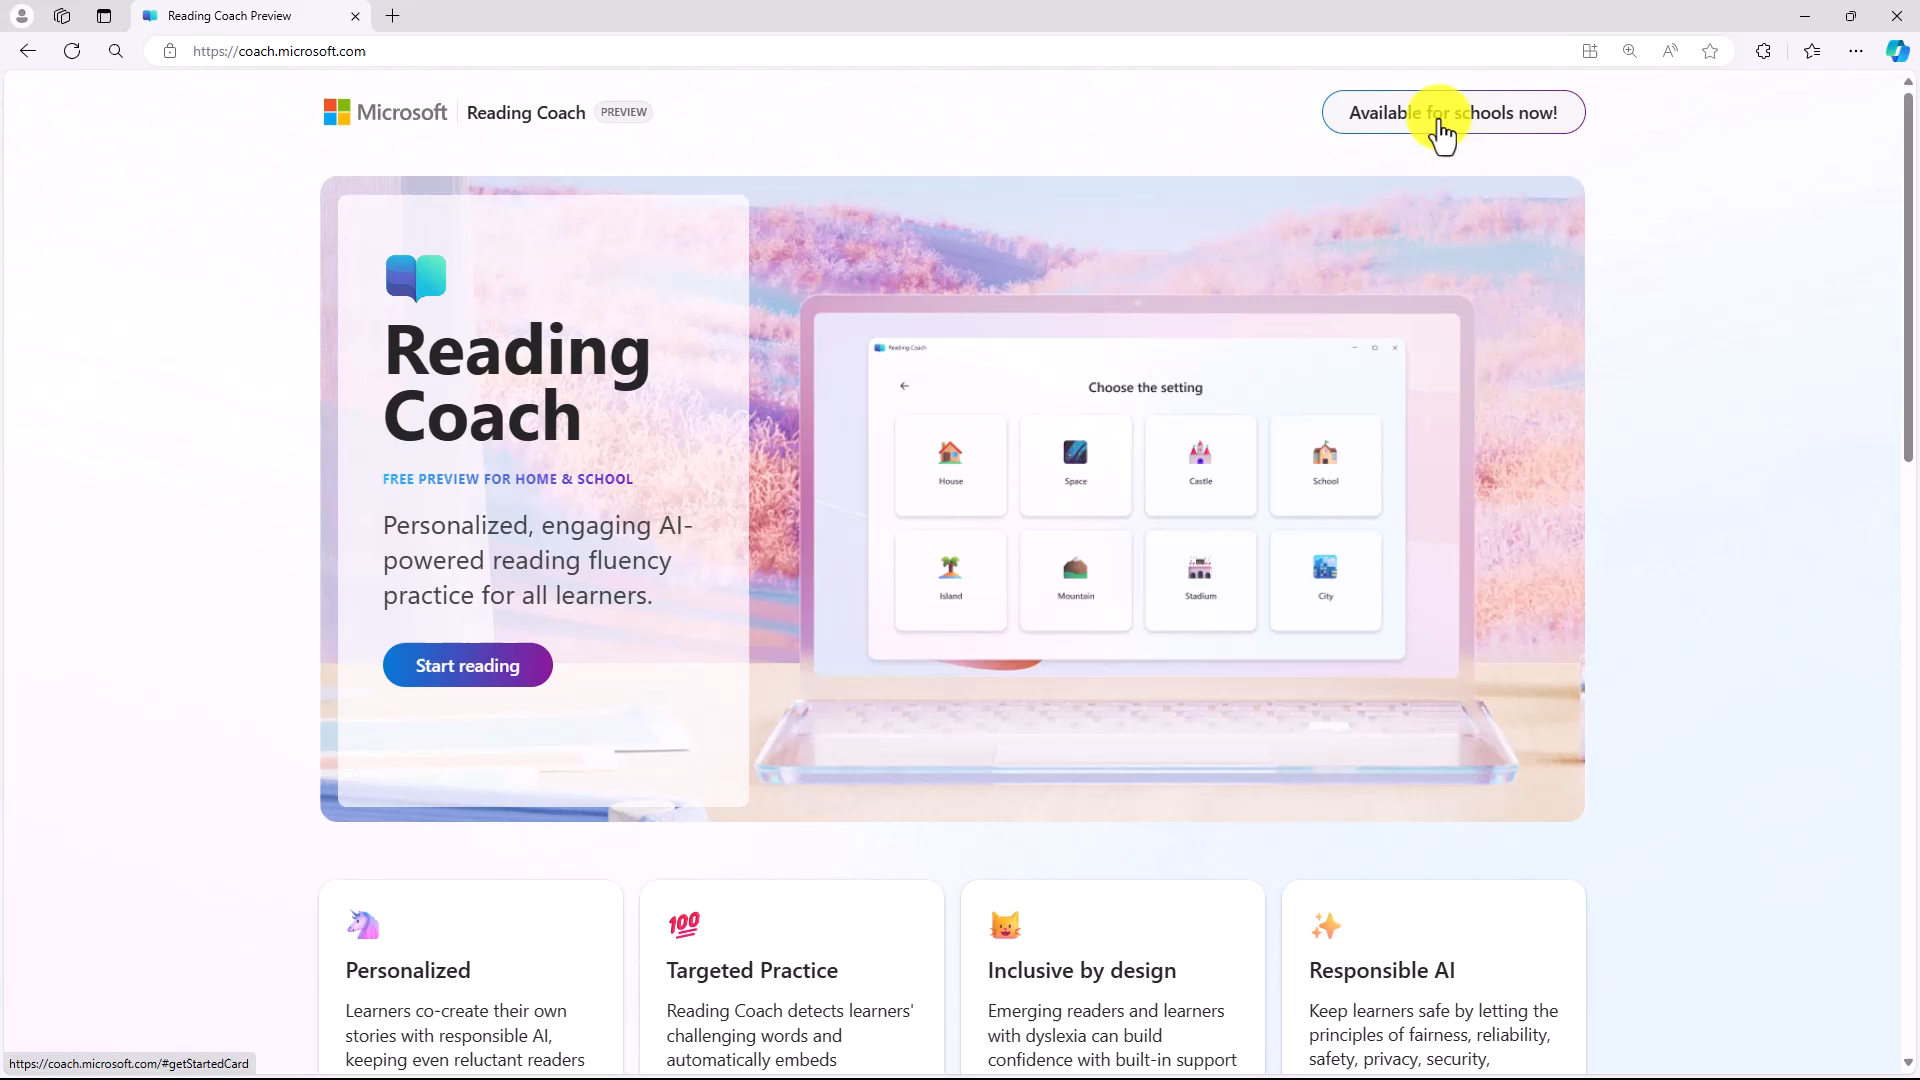 Reading Coach Preview
https://coach.microsoft.com
Microsoft
Reading Coach
PREVIEW
Available for schools now!
Reading
Coach
FREE PREVIEW FOR HOME & SCHOOL
Personalized, engaging AI-
powered reading fluency
practice for all learners.
Start reading
Reading Coach
Choose the setting
House
Space
Castle
School
Island
Mountain
Stadium
City
Personalized
Learners co-create their own
stories with responsible AI,
keeping even reluctant readers
Targeted Practice
Reading Coach detects learners'
challenging words and
automatically embeds
Inclusive by design
Emerging readers and learners
with dyslexia can build
confidence with built-in support
Responsible AI
Keep learners safe by letting the
principles of fairness, reliability,
safety, privacy, security,
https://coach.microsoft.com/#getStartedCard